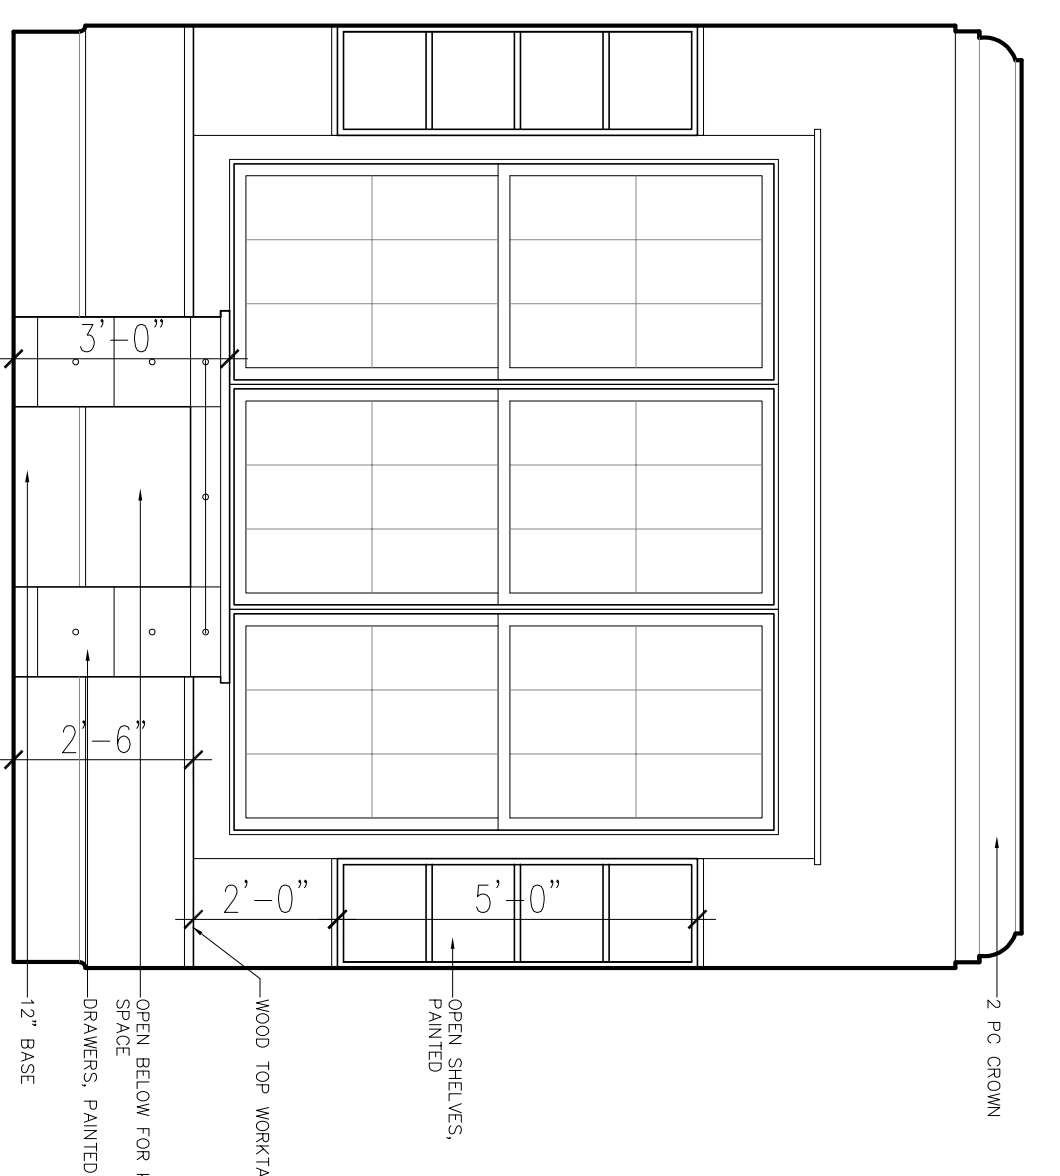 2 PC CROWN
OPEN SHELVES,
PAINTED
WOOD TOP
OPEN BELOW FOR
SPACE
DRAWERS, PAINTED
12" BASE
3'-0"
2'-6"
2'-0"
5'-0"